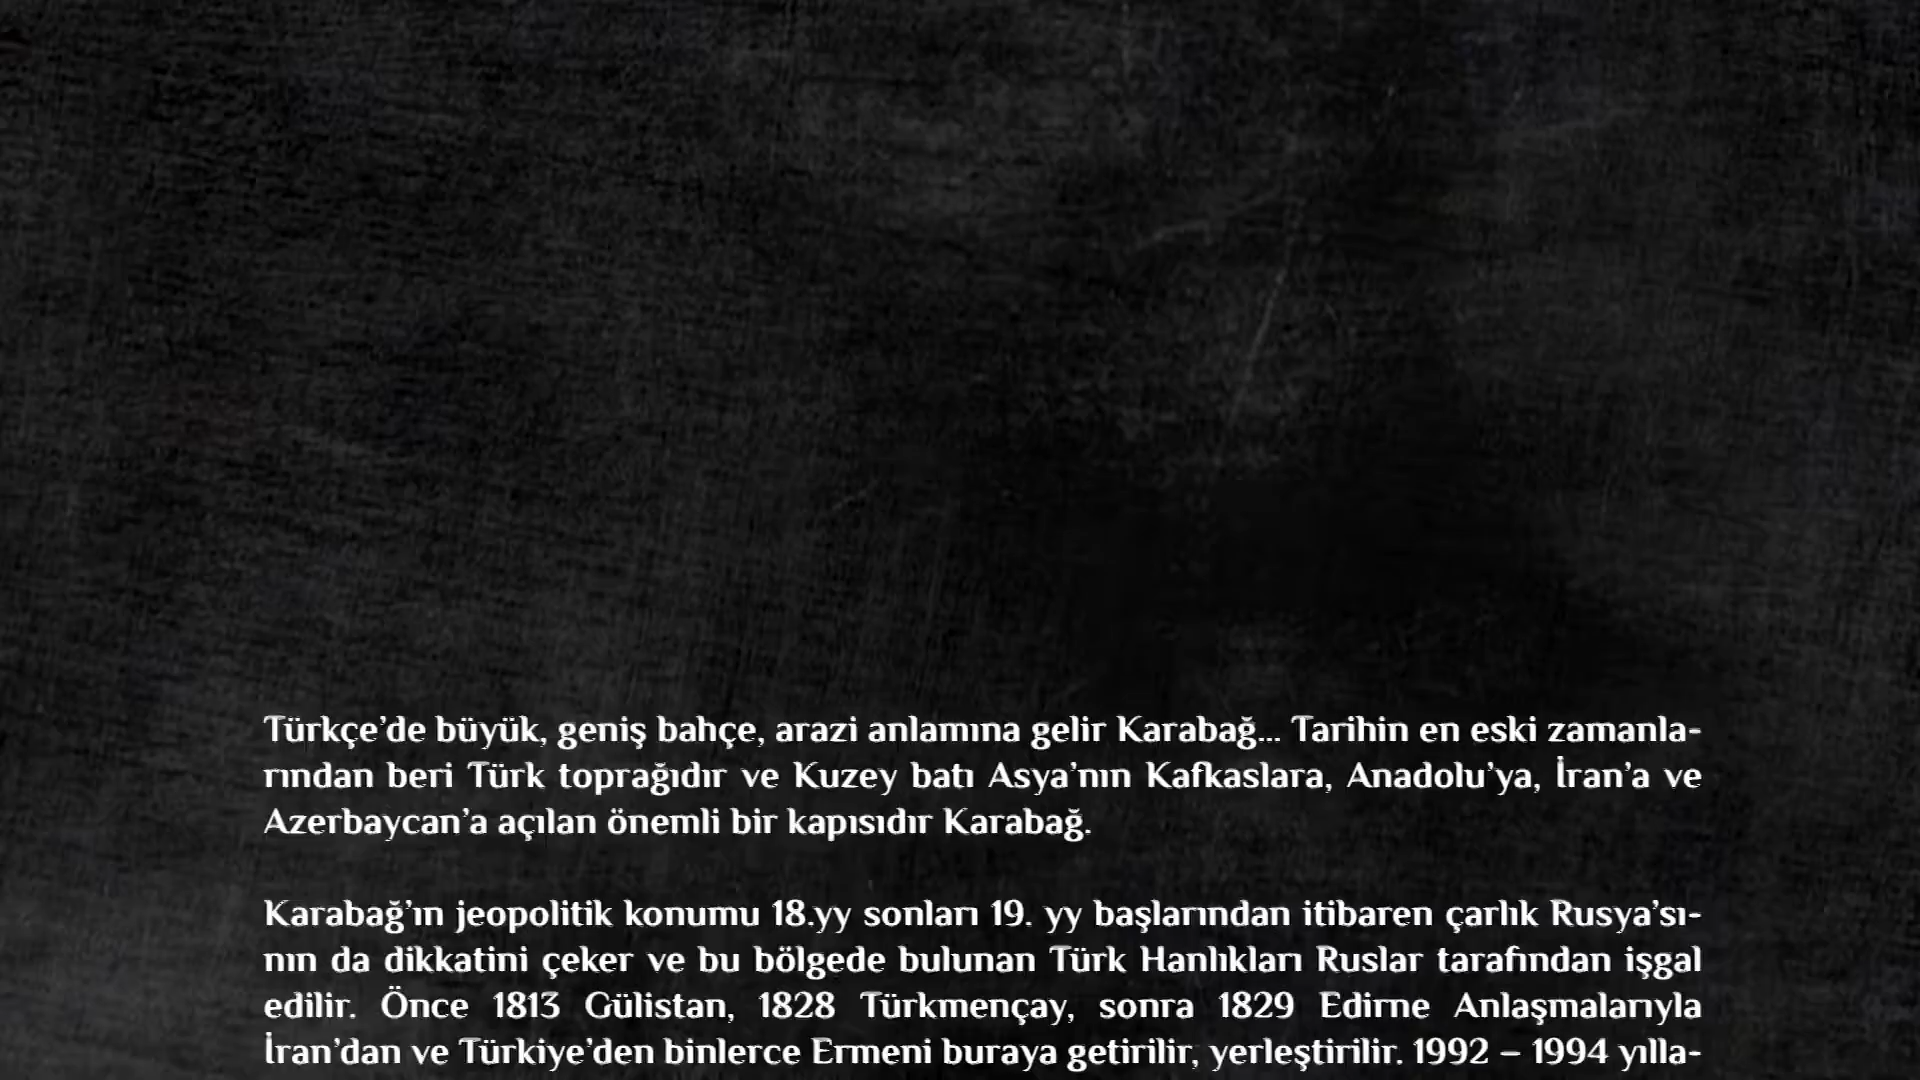 Türkçe’de büyük, geniş bahçe, arazi anlamına gelir Karabağ... Tarihin en eski zamanla-
rından beri Türk toprağıdır ve Kuzey batı Asya’nın Kafkaslara, Anadolu’ya, İran’a ve
Azerbaycan’a açılan önemli bir kapısıdır Karabağ.
Karabağ’ın jeopolitik konumu 18.yy sonları 19. yy başlarından itibaren çarlık Rusya’sı-
nın da dikkatini çeker ve bu bölgede bulunan Türk Hanlıkları Ruslar tarafından işgal
edilir. Önce 1813 Gülistan, 1828 Türkmençay, sonra 1829 Edirne Anlaşmalarıyla
İran’dan ve Türkiye’den binlerce Ermeni buraya getirilir, yerleştirilir. 1992 – 1994 yılla-